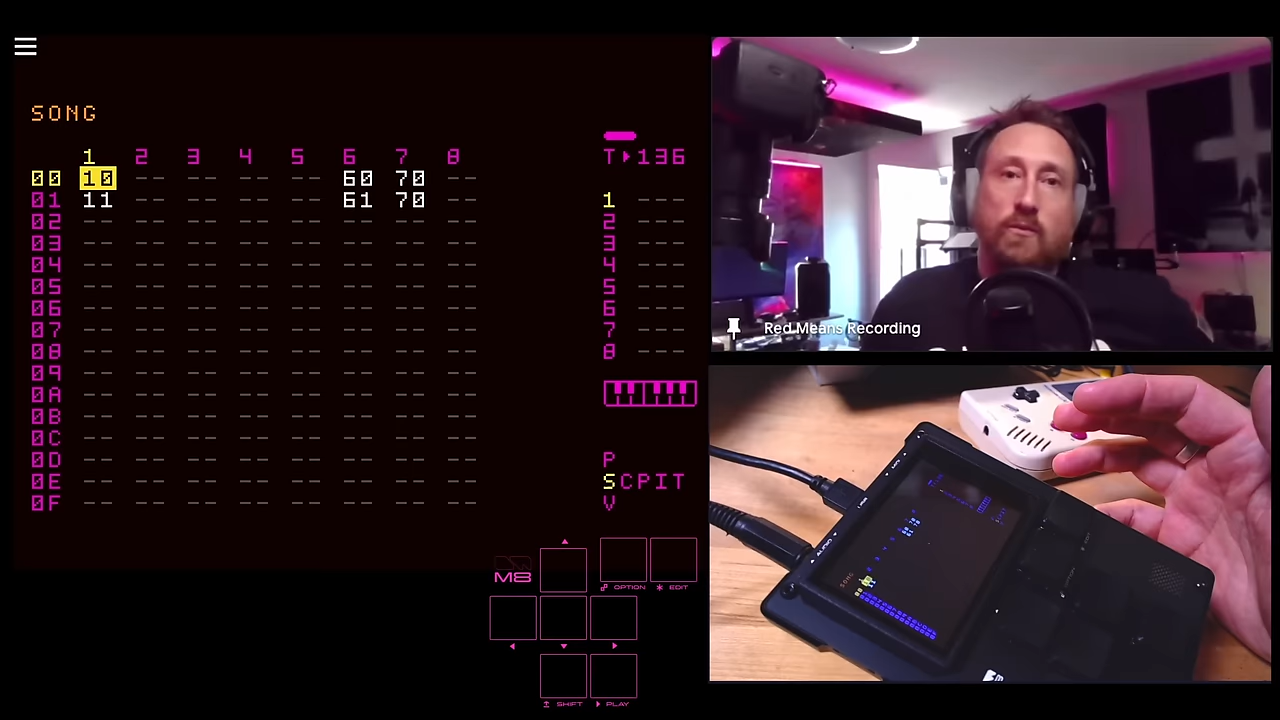 SONG
1 2 3 4 5 6 7 8
00 10 -- -- -- -- 60 70 --
01 11 -- -- -- -- 61 70 --
02 -- -- -- -- -- -- -- --
03 -- -- -- -- -- -- -- --
04 -- -- -- -- -- -- -- --
05 -- -- -- -- -- -- -- --
06 -- -- -- -- -- -- -- --
07 -- -- -- -- -- -- -- --
08 -- -- -- -- -- -- -- --
09 -- -- -- -- -- -- -- --
0A -- -- -- -- -- -- -- --
0B -- -- -- -- -- -- -- --
0C -- -- -- -- -- -- -- --
0D -- -- -- -- -- -- -- --
0E -- -- -- -- -- -- -- --
0F -- -- -- -- -- -- -- --
T▸136
1 ---
2 ---
3 ---
4 ---
5 ---
6 ---
7 ---
8 ---
P
SCPIT
V
M8
OPTION
EDIT
SHIFT
PLAY
Red Means Recording
AUDIO
SONG